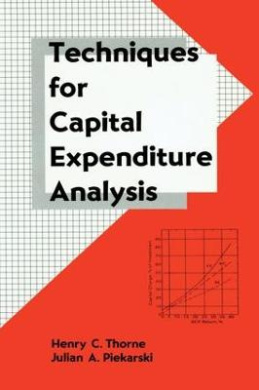 Techniques
for
Capital
Expenditure
Analysis
Henry C. Thorne
Julian A. Piekarski